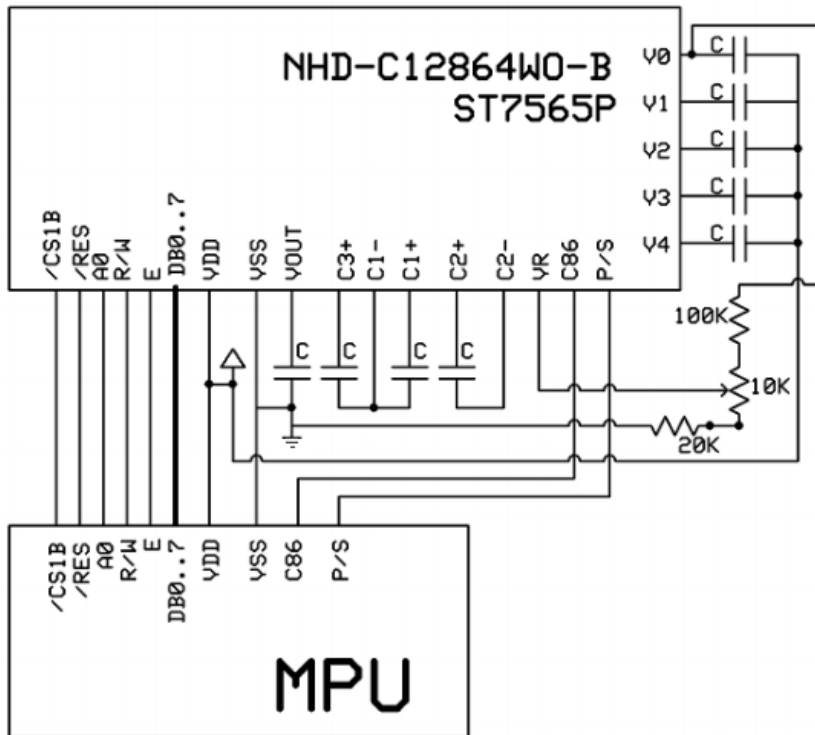 NHD-C12864WO-B
ST7565P
V0
V1
V2
V3
V4
C
C
C
C
C
/CS1B
/RES
A0
R/W
E
DB0..7
VDD
VSS
VOUT
C3+
C1-
C1+
C2+
C2-
VR
C86
P/S
C
C
C
C
100K
10K
20K
/CS1B
/RES
A0
R/W
E
DB0..7
VDD
VSS
C86
P/S
MPU